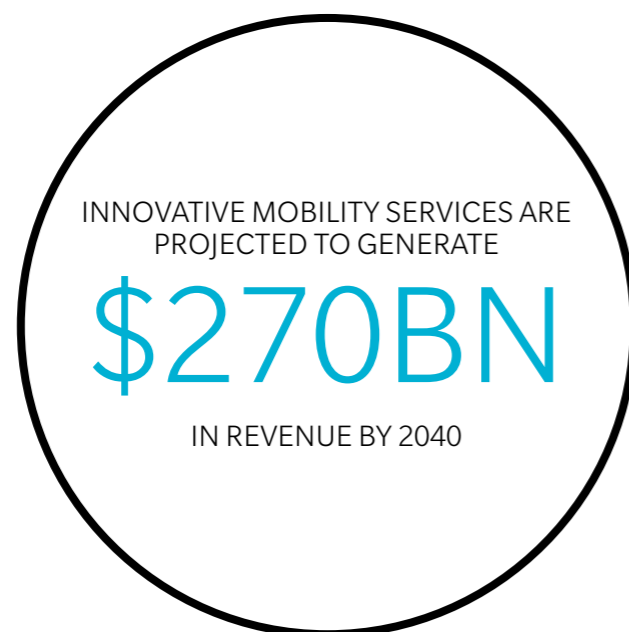 INNOVATIVE MOBILITY SERVICES ARE
PROJECTED TO GENERATE
$270BN
IN REVENUE BY 2040